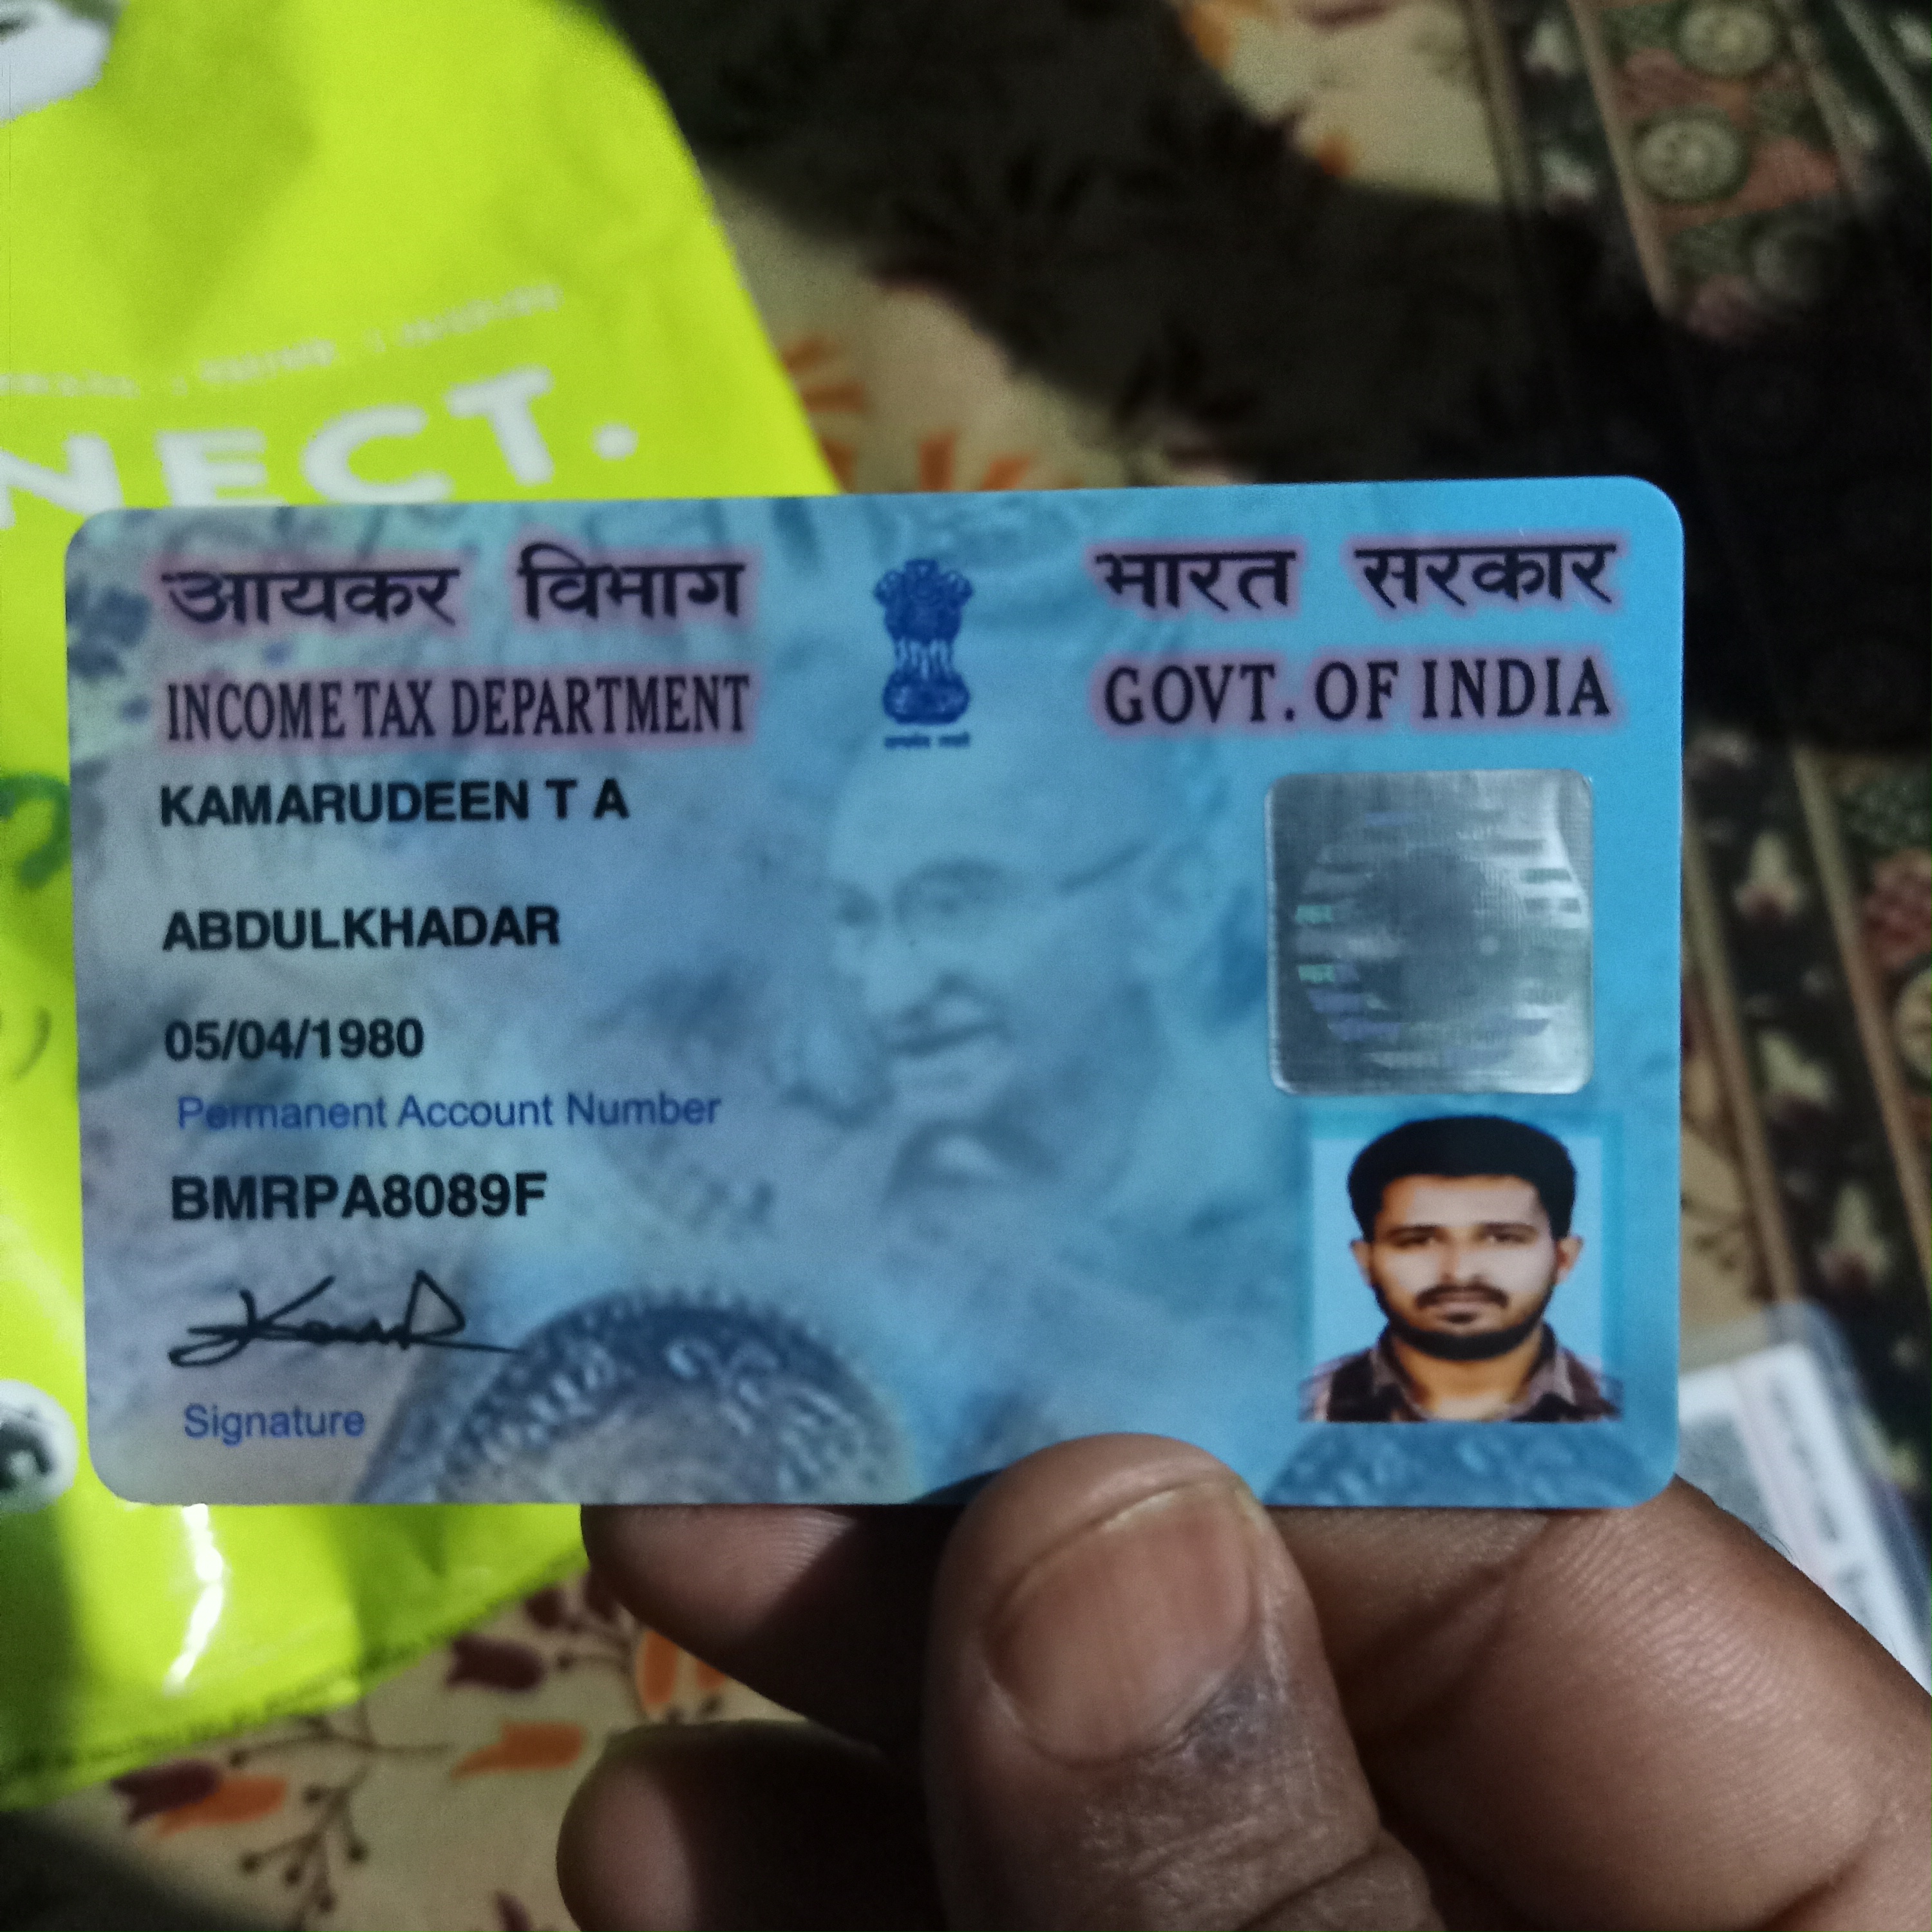 NECT.
आयकर विभाग
भारत सरकार
INCOME TAX DEPARTMENT
GOVT. OF INDIA
KAMARUDEEN T A
ABDULKHADAR
05/04/1980
Permanent Account Number
BMRPA8089F
Signature